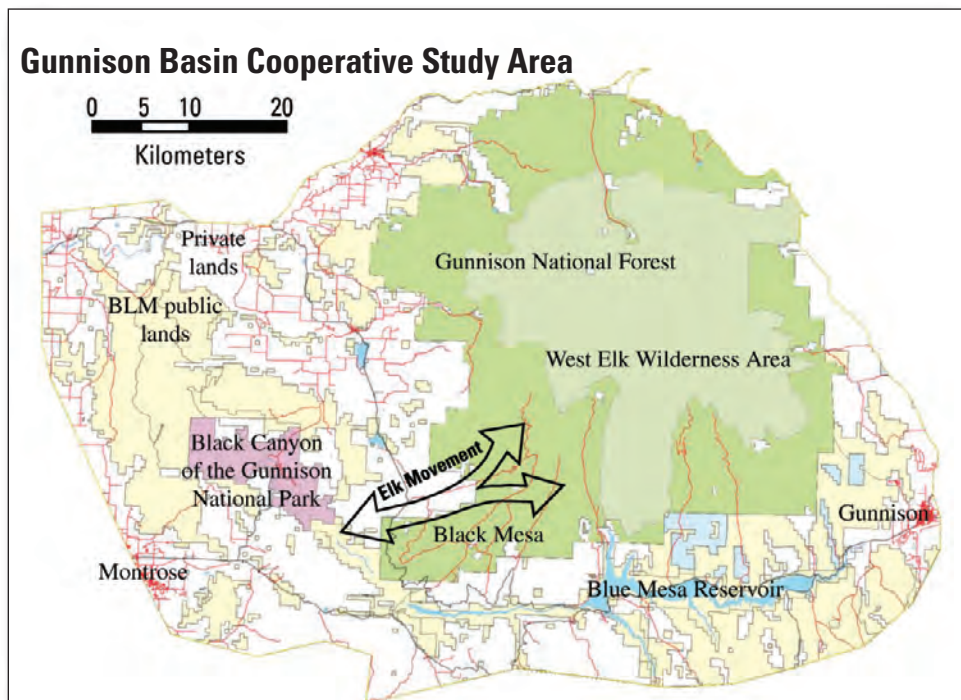 Gunnison Basin Cooperative Study Area
0 5 10 20
Kilometers
Private
lands
Gunnison National Forest
BLM public
lands
West Elk Wilderness Area
Black Canyon
of the Gunnison
National Park
Elk Movement
Gunnison
Black Mesa
Montrose
Blue Mesa Reservoir